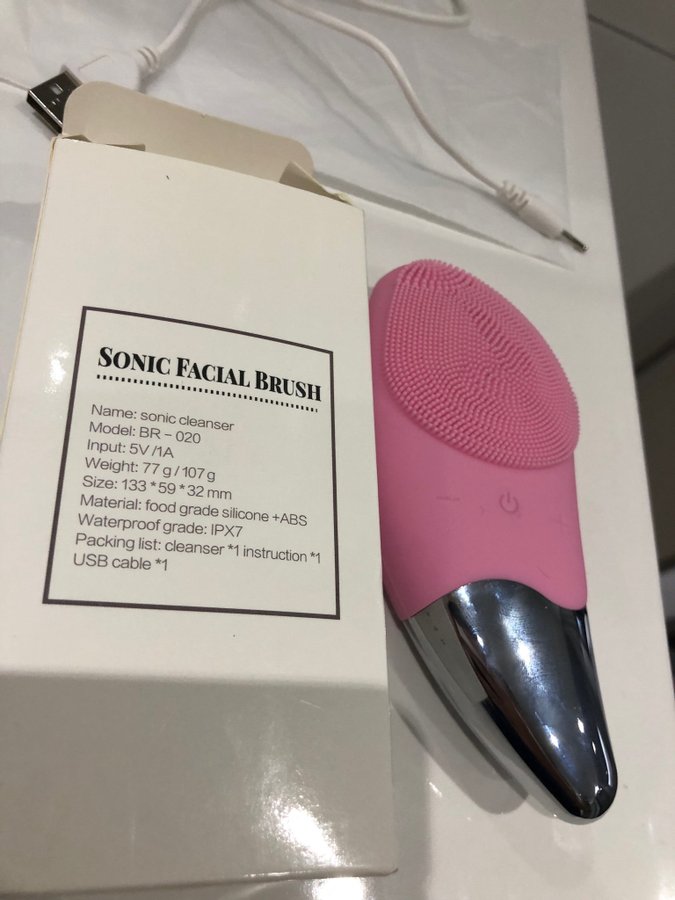 SONIC FACIAL BRUSH
Name: sonic cleanser
Model: BR - 020
Input: 5V /1A
Weight: 77 g / 107 g
Size: 133 * 59 * 32 mm
Material: food grade silicone +ABS
Waterproof grade: IPX7
Packing list: cleanser *1 instruction *1
USB cable *1